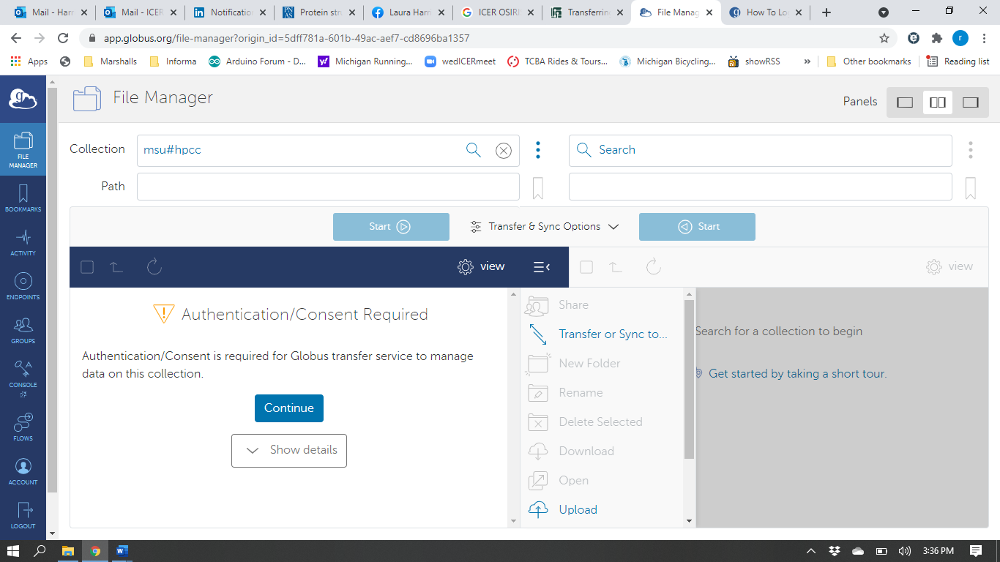 Mail - Harr
Mail - ICER
Notification
Protein str
Laura Harri
ICER OSIRI
Transferrin
File Manag
How To Lo
app.globus.org/file-manager?origin_id=5dff781a-601b-49ac-aef7-cd8696ba1357
r
Apps
Marshalls
Informa
Arduino Forum - D...
Michigan Running...
wedICERmeet
TCBA Rides & Tours...
Michigan Bicycling...
showRSS
»
Other bookmarks
Reading list
File Manager
Panels
Collection
msu#hpcc
Search
Path
Start
Transfer & Sync Options
Start
view
view
FILE
MANAGER
BOOKMARKS
ACTIVITY
ENDPOINTS
GROUPS
CONSOLE
FLOWS
ACCOUNT
LOGOUT
Authentication/Consent Required
Authentication/Consent is required for Globus transfer service to manage
data on this collection.
Continue
Show details
Share
Transfer or Sync to...
New Folder
Rename
Delete Selected
Download
Open
Upload
Search for a collection to begin
Get started by taking a short tour.
3:36 PM